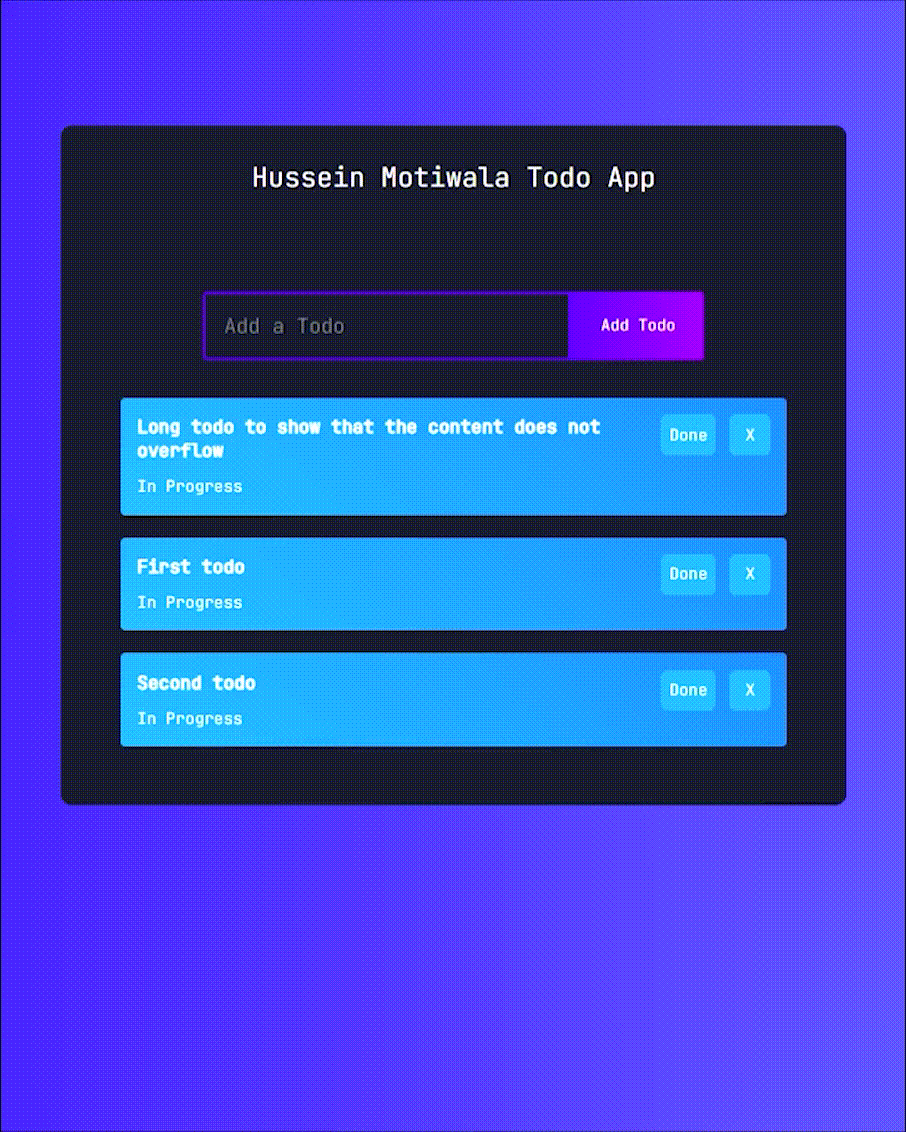 Hussein Motiwala Todo App
Add a Todo
Add Todo
Long todo to show that the content does not
overflow
In Progress
Done
X
First todo
In Progress
Done
X
Second todo
In Progress
Done
X